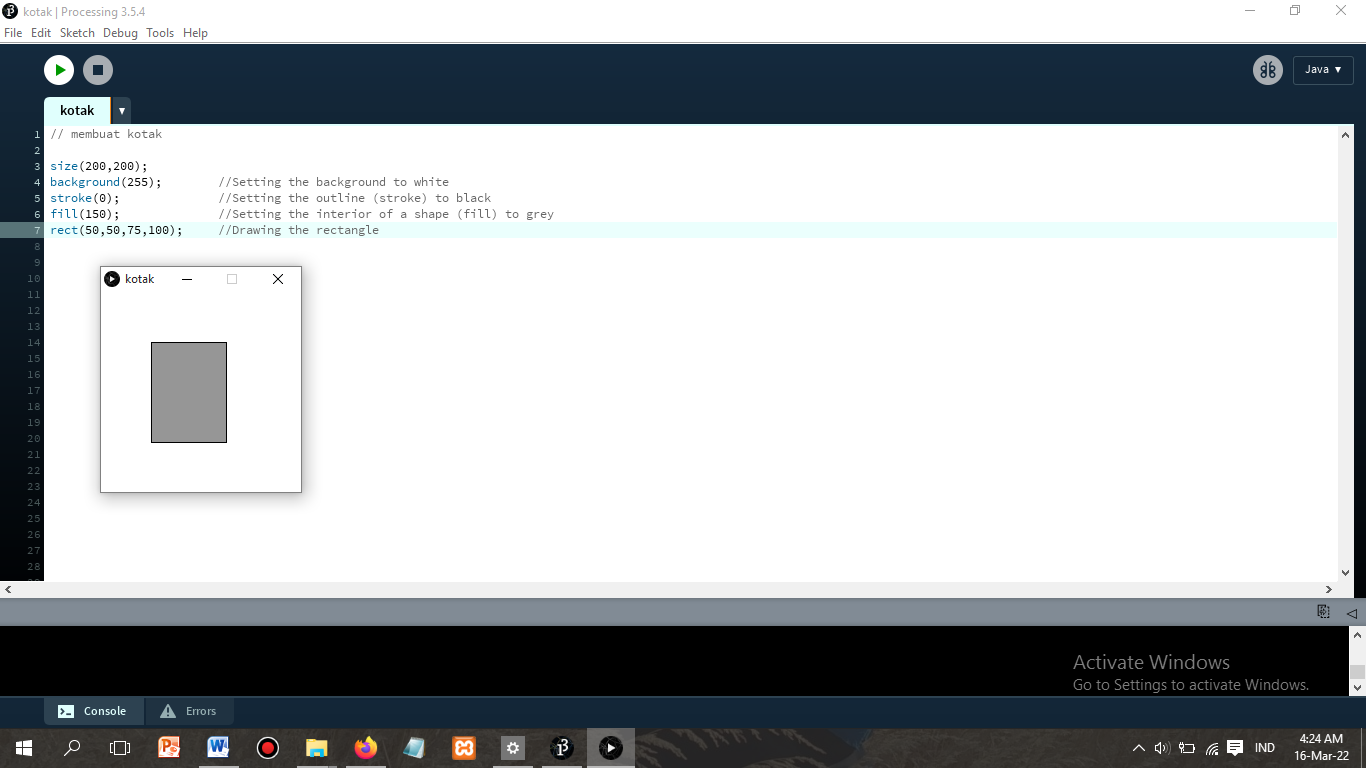 kotak | Processing 3.5.4
File Edit Sketch Debug Tools Help
Java ▾
kotak ▾
1 // membuat kotak
2
3 size(200,200);
4 background(255);        //Setting the background to white
5 stroke(0);              //Setting the outline (stroke) to black
6 fill(150);              //Setting the interior of a shape (fill) to grey
7 rect(50,50,75,100);     //Drawing the rectangle
8
9
10
11
12
13
14
15
16
17
18
19
20
21
22
23
24
25
26
27
28
kotak
Activate Windows
Go to Settings to activate Windows.
Console Errors
IND
4:24 AM
16-Mar-22